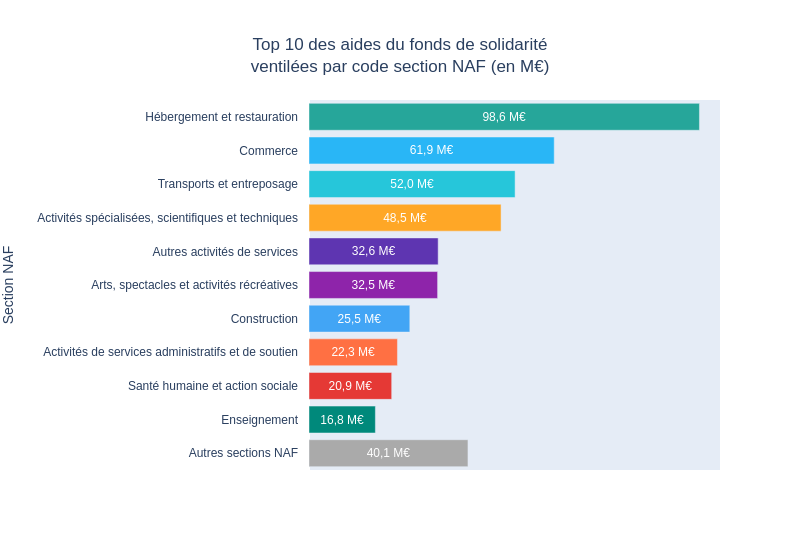 Top 10 des aides du fonds de solidarité
ventilées par code section NAF (en M€)
Section NAF
Hébergement et restauration 98,6 M€
Commerce 61,9 M€
Transports et entreposage 52,0 M€
Activités spécialisées, scientifiques et techniques 48,5 M€
Autres activités de services 32,6 M€
Arts, spectacles et activités récréatives 32,5 M€
Construction 25,5 M€
Activités de services administratifs et de soutien 22,3 M€
Santé humaine et action sociale 20,9 M€
Enseignement 16,8 M€
Autres sections NAF 40,1 M€